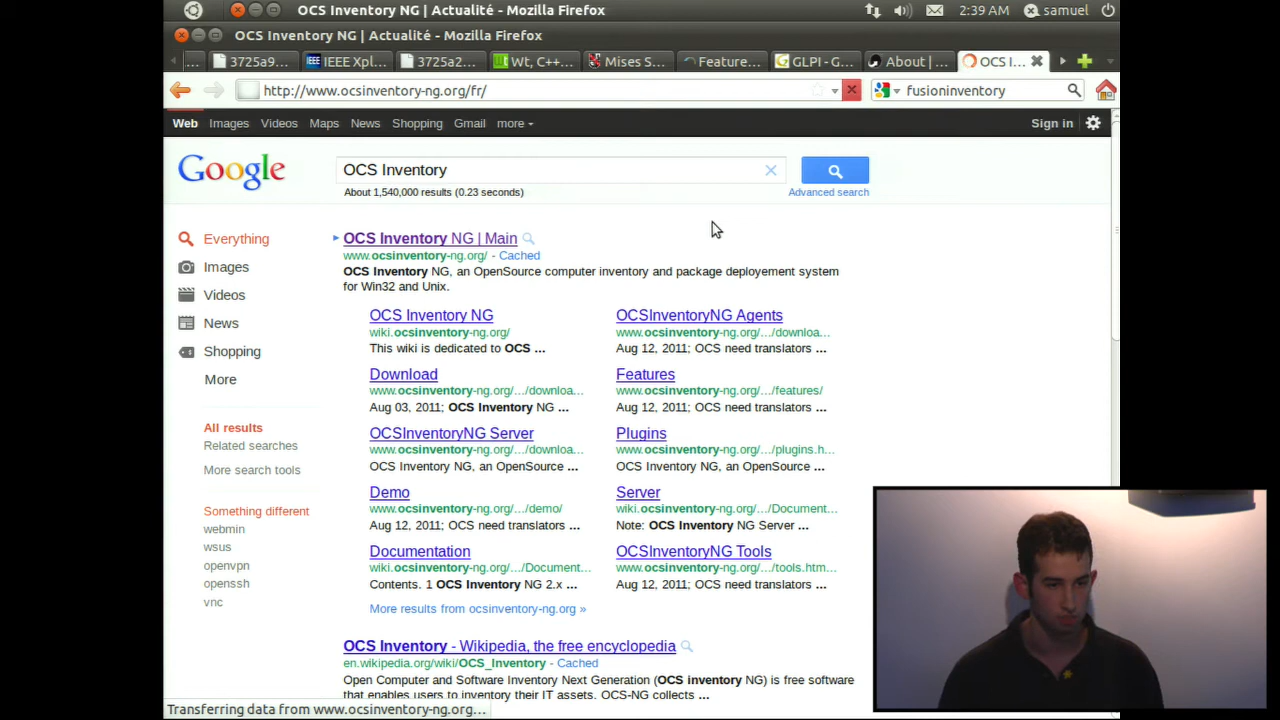 OCS Inventory NG | Actualité - Mozilla Firefox
2:39 AM
samuel
OCS Inventory NG | Actualité - Mozilla Firefox
...
3725a9...
IEEE Xpl...
3725a2...
Wt, C++...
Mises S...
Feature...
GLPI - G...
About | ...
OCS I...
http://www.ocsinventory-ng.org/fr/
fusioninventory
Web Images Videos Maps News Shopping Gmail more
Sign in
Google
OCS Inventory
About 1,540,000 results (0.23 seconds)
Advanced search
Everything
Images
Videos
News
Shopping
More
All results
Related searches
More search tools
Something different
webmin
wsus
openvpn
openssh
vnc
OCS Inventory NG | Main
www.ocsinventory-ng.org/ - Cached
OCS Inventory NG, an OpenSource computer inventory and package deployement system
for Win32 and Unix.
OCS Inventory NG
wiki.ocsinventory-ng.org/
This wiki is dedicated to OCS ...
OCSInventoryNG Agents
www.ocsinventory-ng.org/.../downloa...
Aug 12, 2011; OCS need translators ...
Download
www.ocsinventory-ng.org/.../downloa...
Aug 03, 2011; OCS Inventory NG ...
Features
www.ocsinventory-ng.org/.../features/
Aug 12, 2011; OCS need translators ...
OCSInventoryNG Server
www.ocsinventory-ng.org/.../downloa...
OCS Inventory NG, an OpenSource ...
Plugins
www.ocsinventory-ng.org/.../plugins.h...
OCS Inventory NG, an OpenSource ...
Demo
www.ocsinventory-ng.org/.../demo/
Aug 12, 2011; OCS need translators ...
Server
wiki.ocsinventory-ng.org/.../Document...
Note: OCS Inventory NG Server ...
Documentation
wiki.ocsinventory-ng.org/.../Document...
Contents. 1 OCS Inventory NG 2.x ...
OCSInventoryNG Tools
www.ocsinventory-ng.org/.../tools.htm...
Aug 12, 2011; OCS need translators ...
More results from ocsinventory-ng.org »
OCS Inventory - Wikipedia, the free encyclopedia
en.wikipedia.org/wiki/OCS_Inventory - Cached
Open Computer and Software Inventory Next Generation (OCS inventory NG) is free software
that enables users to inventory their IT assets. OCS-NG collects ...
Transferring data from www.ocsinventory-ng.org...